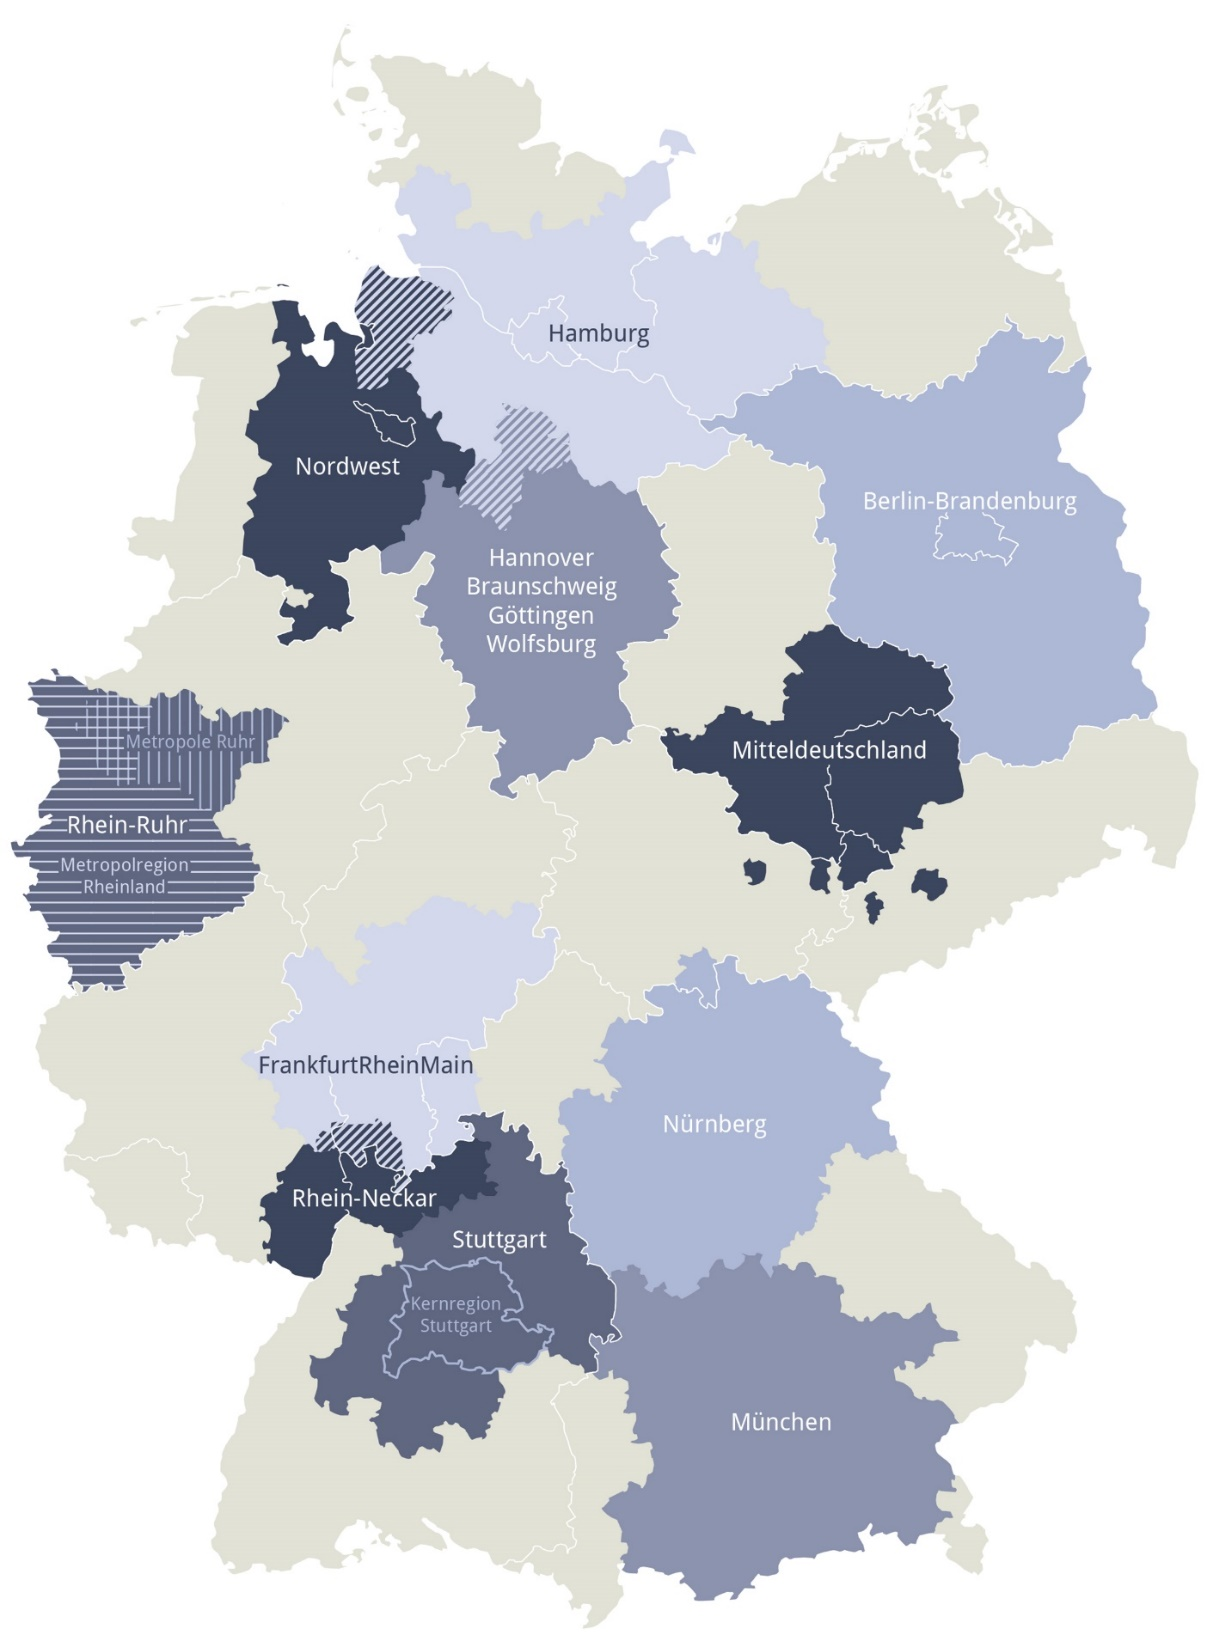 Hamburg
Nordwest
Berlin-Brandenburg
Hannover
Braunschweig
Göttingen
Wolfsburg
Metropole Ruhr
Mitteldeutschland
Rhein-Ruhr
Metropolregion
Rheinland
FrankfurtRheinMain
Nürnberg
Rhein-Neckar
Stuttgart
Kernregion
Stuttgart
München